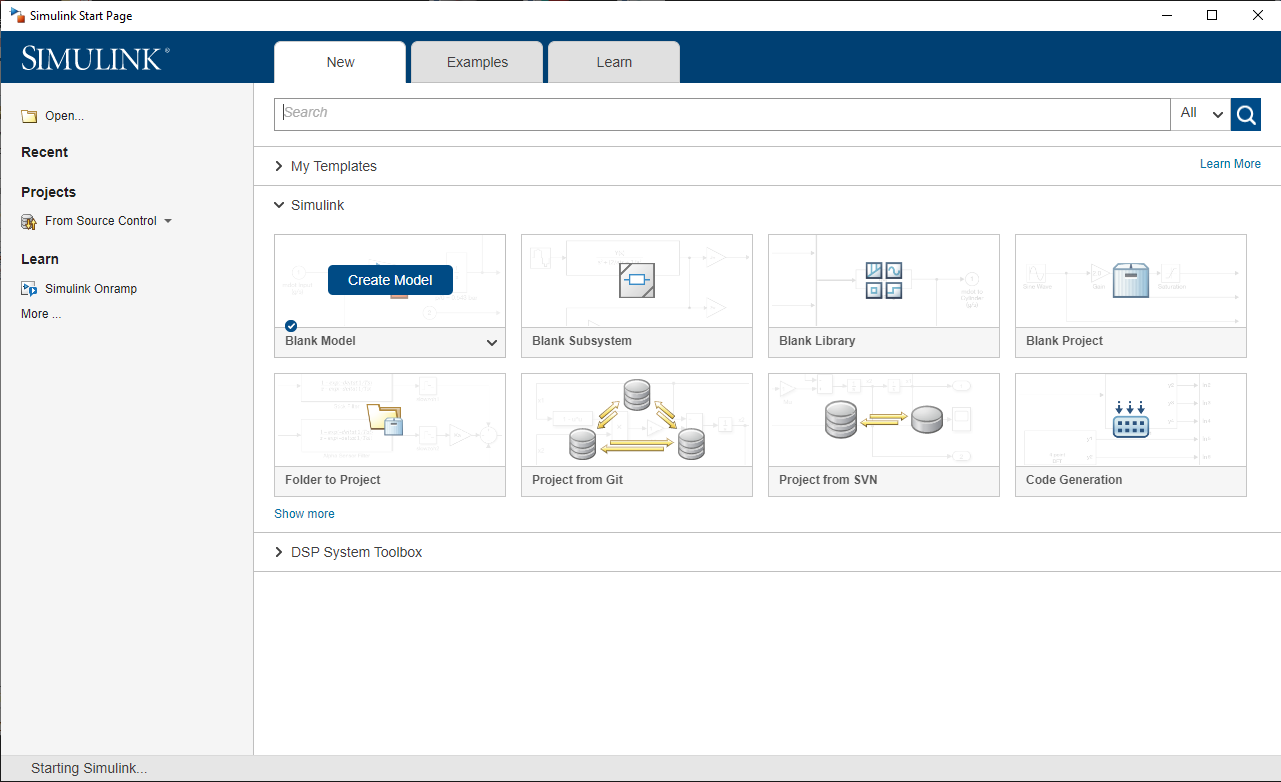 Simulink Start Page
SIMULINK®
New
Examples
Learn
Open...
Recent
Projects
From Source Control
Learn
Simulink Onramp
More ...
Search
All
My Templates
Learn More
Simulink
Create Model
Blank Model
Blank Subsystem
Blank Library
Blank Project
Folder to Project
Project from Git
Project from SVN
Code Generation
Show more
DSP System Toolbox
Starting Simulink...